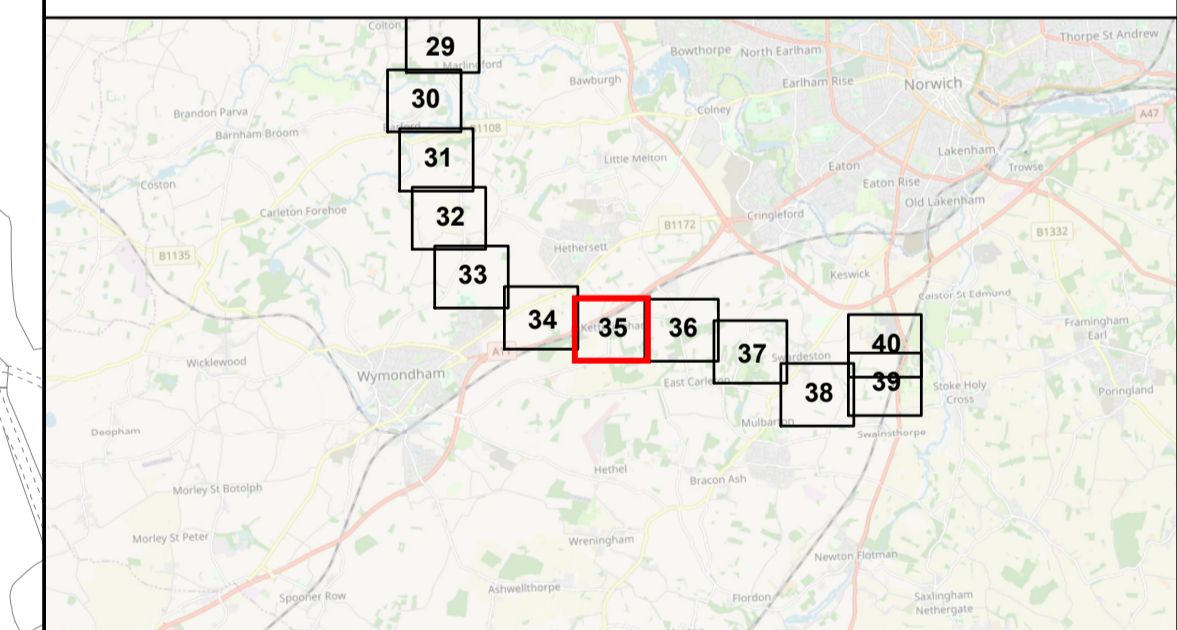 Colton
29
Thorpe St Andrew
Bowthorpe
North Earlham
Marlingford
Bawburgh
Earlham Rise
Norwich
30
Colney
Brandon Parva
A47
B1108
Barnham Broom
31
Little Melton
Lakenham
Eaton
Trowse
Coston
Eaton Rise
Carleton Forehoe
32
Old Lakenham
Cringleford
B1172
B1332
Hethersett
B1135
33
Keswick
Caistor St Edmund
34
35
36
Framingham
Earl
40
A11
37
Swardeston
Wicklewood
Wymondham
East Carleton
39
38
Stoke Holy
Cross
Poringland
Mulbarton
Deopham
Swainsthorpe
Hethel
Bracon Ash
Morley St Botolph
Morley St Peter
Wreningham
Newton Flotman
Ashwellthorpe
Spooner Row
Flordon
Saxlingham
Nethergate